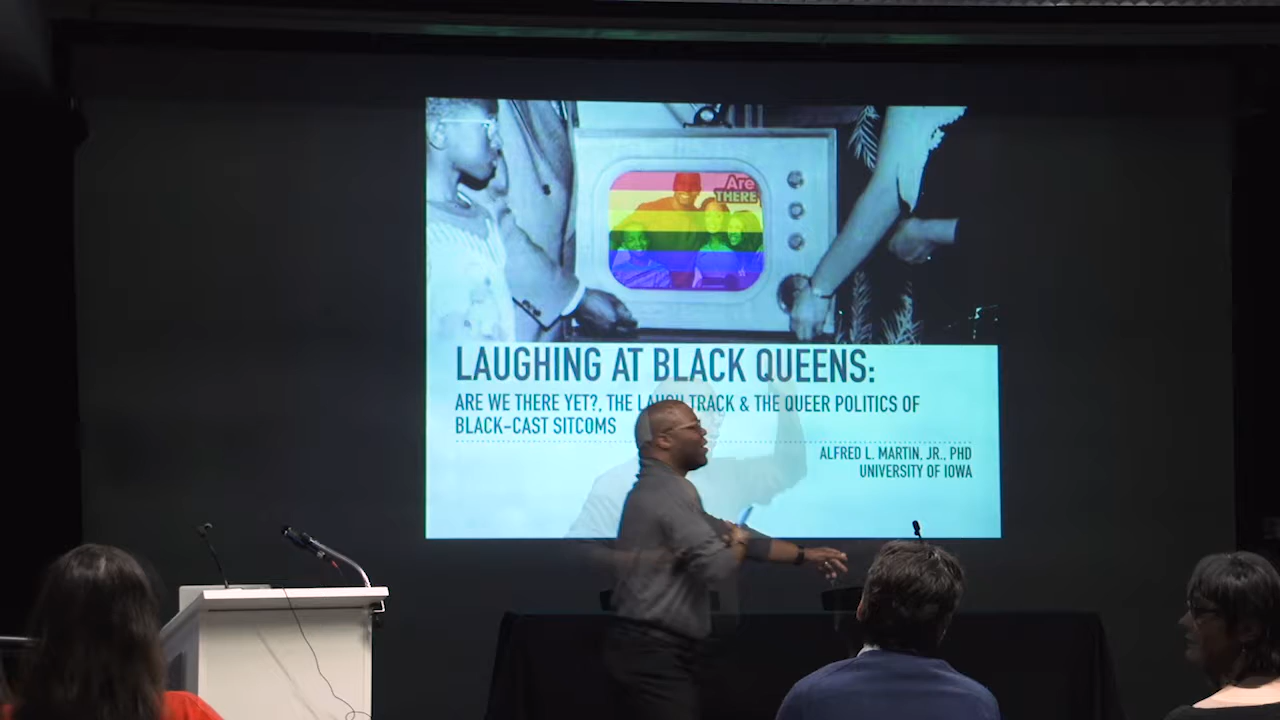 Are
THERE
LAUGHING AT BLACK QUEENS:
ARE WE THERE YET?, THE LAUGH TRACK & THE QUEER POLITICS OF
BLACK-CAST SITCOMS
ALFRED L. MARTIN, JR., PHD
UNIVERSITY OF IOWA